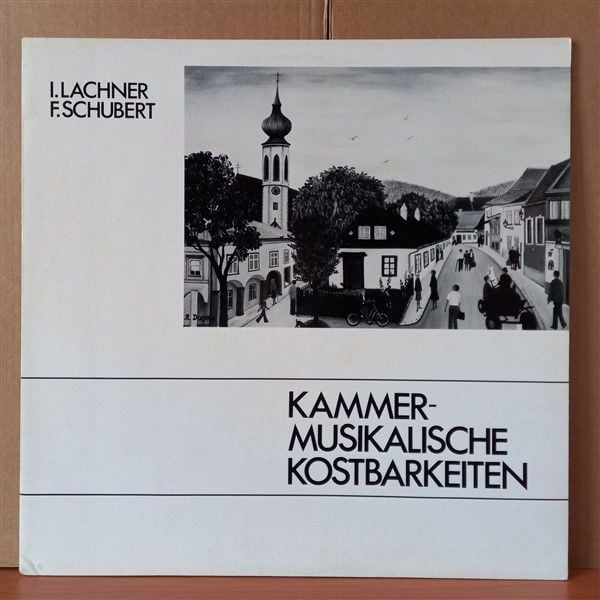 I. LACHNER
F. SCHUBERT
KAMMER-
MUSIKALISCHE
KOSTBARKEITEN